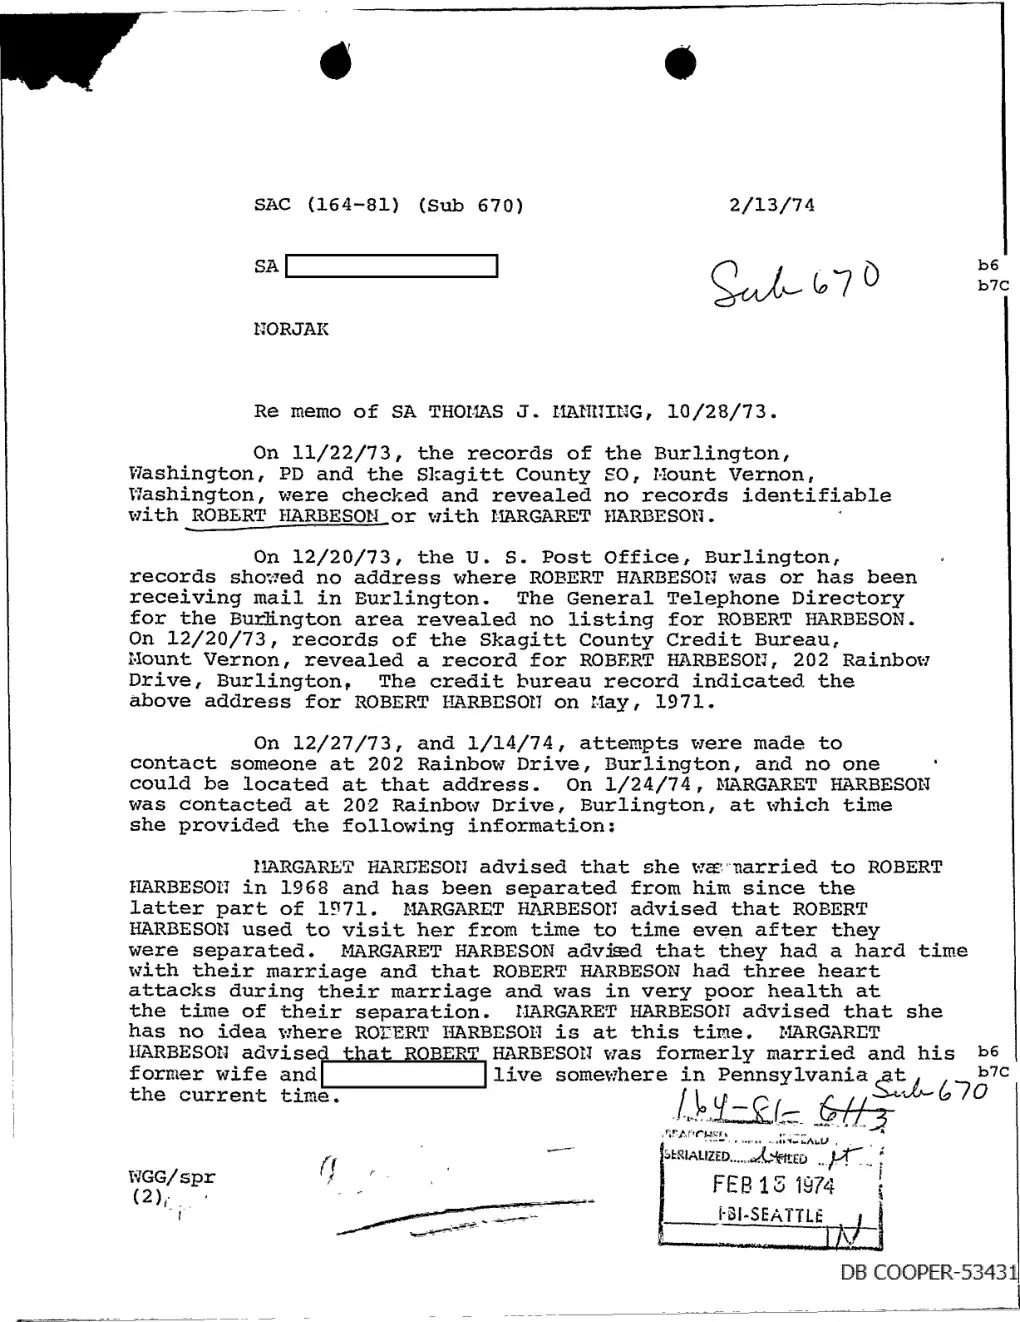 SAC (164-81) (Sub 670) 2/13/74
SA b6
Sub 670 b7C
NORJAK
Re memo of SA THOMAS J. MANNING, 10/28/73.
On 11/22/73, the records of the Burlington,
Washington, PD and the Skagitt County SO, Mount Vernon,
Washington, were checked and revealed no records identifiable
with ROBERT HARBESON or with MARGARET HARBESON.
On 12/20/73, the U. S. Post Office, Burlington,
records showed no address where ROBERT HARBESON was or has been
receiving mail in Burlington. The General Telephone Directory
for the Burlington area revealed no listing for ROBERT HARBESON.
On 12/20/73, records of the Skagitt County Credit Bureau,
Mount Vernon, revealed a record for ROBERT HARBESON, 202 Rainbow
Drive, Burlington, The credit bureau record indicated the
above address for ROBERT HARBESON on May, 1971.
On 12/27/73, and 1/14/74, attempts were made to
contact someone at 202 Rainbow Drive, Burlington, and no one
could be located at that address. On 1/24/74, MARGARET HARBESON
was contacted at 202 Rainbow Drive, Burlington, at which time
she provided the following information:
MARGARET HARBESON advised that she was married to ROBERT
HARBESON in 1968 and has been separated from him since the
latter part of 1971. MARGARET HARBESON advised that ROBERT
HARBESON used to visit her from time to time even after they
were separated. MARGARET HARBESON advised that they had a hard time
with their marriage and that ROBERT HARBESON had three heart
attacks during their marriage and was in very poor health at
the time of their separation. MARGARET HARBESON advised that she
has no idea where ROBERT HARBESON is at this time. MARGARET
HARBESON advised that ROBERT HARBESON was formerly married and his b6
former wife and live somewhere in Pennsylvania at b7C
the current time. Sub 670
164-81- 6113
SEARCHED INDEXED
SERIALIZED FILED
WGG/spr FEB 13 1974
(2) FBI-SEATTLE
DB COOPER-53431